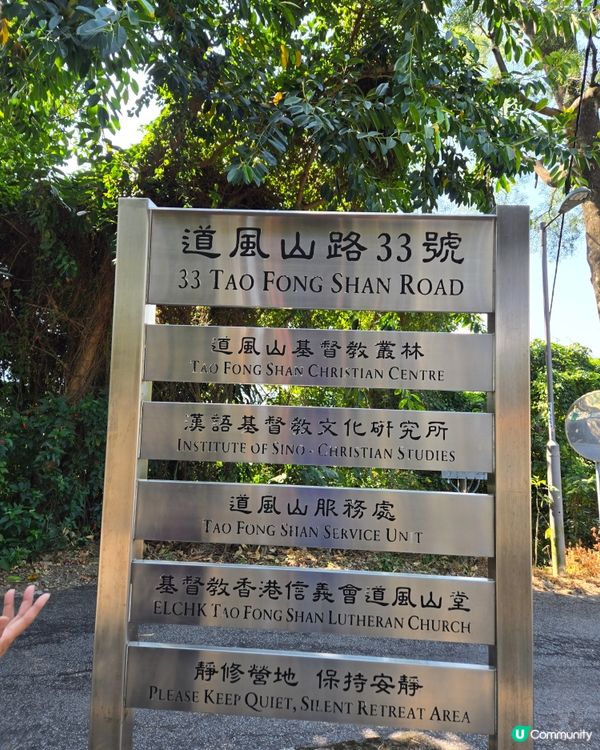 道風山路33號
33 TAO FONG SHAN ROAD
道風山基督教叢林
TAO FONG SHAN CHRISTIAN CENTRE
漢語基督教文化研究所
INSTITUTE OF SINO - CHRISTIAN STUDIES
道風山服務處
TAO FONG SHAN SERVICE UNIT
基督教香港信義會道風山堂
ELCHK TAO FONG SHAN LUTHERAN CHURCH
靜修營地 保持安靜
PLEASE KEEP QUIET, SILENT RETREAT AREA
U Community